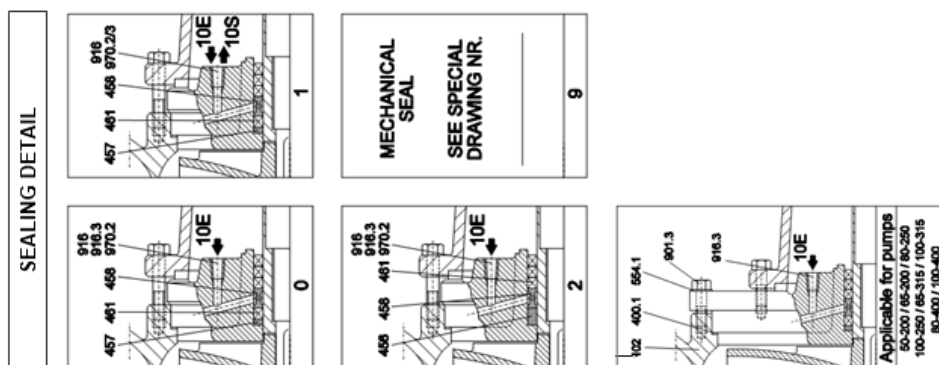 SEALING DETAIL
916
970.2/3
458
461
457
10E
10S
1
MECHANICAL
SEAL
SEE SPECIAL
DRAWING NR.
9
916
916.3
970.2
458
461
457
10E
0
916
916.3
970.2
461
458
456
10E
2
901.3
554.1
400.1
916.3
10E
Applicable for pumps
50-200 / 65-200 / 80-250
100-250 / 65-315 / 100-315
80-400 / 100-400